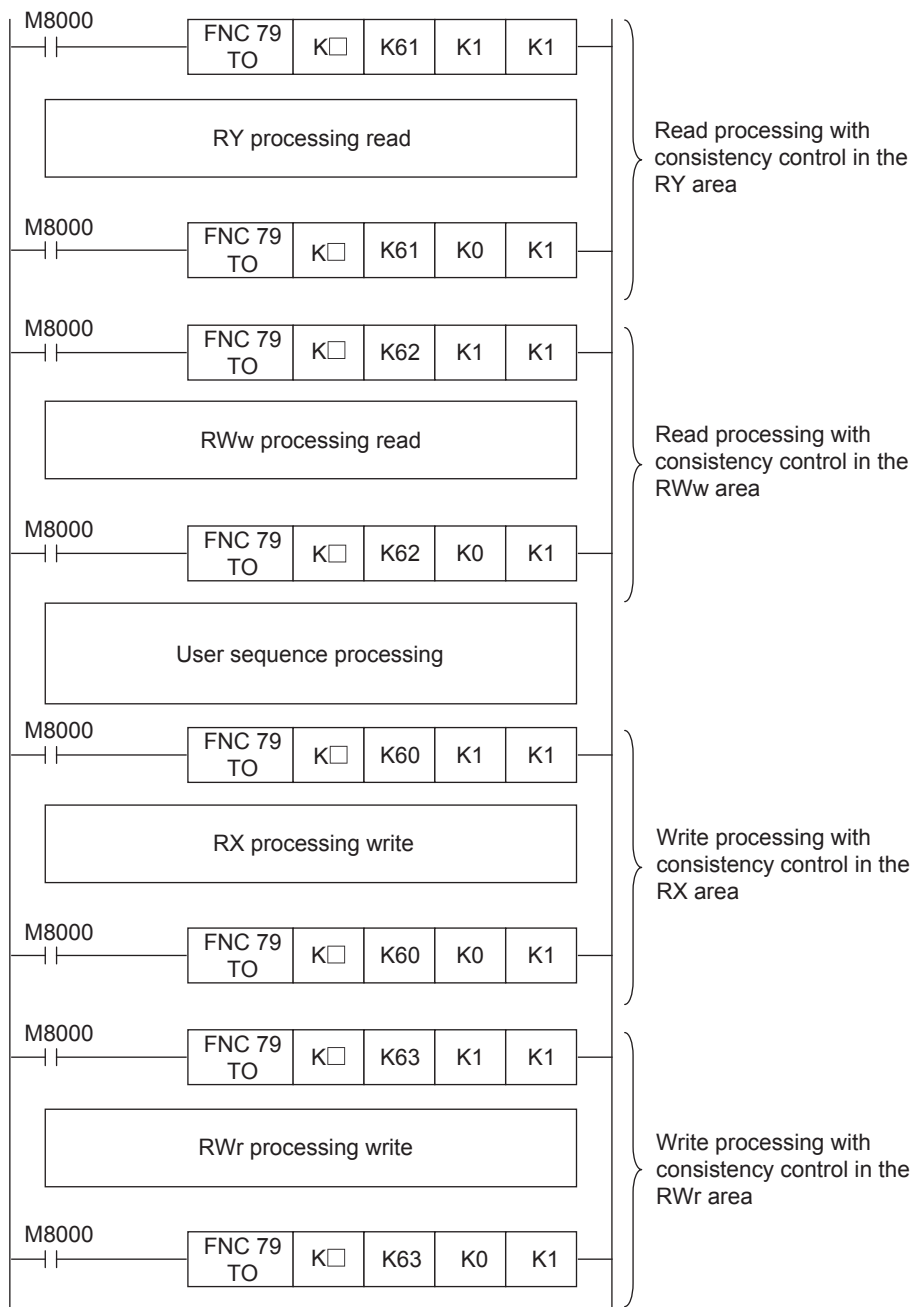 M8000
FNC 79
TO
K□
K61
K1
K1
RY processing read
Read processing with
consistency control in the
RY area
M8000
FNC 79
TO
K□
K61
K0
K1
M8000
FNC 79
TO
K□
K62
K1
K1
RWw processing read
Read processing with
consistency control in the
RWw area
M8000
FNC 79
TO
K□
K62
K0
K1
User sequence processing
M8000
FNC 79
TO
K□
K60
K1
K1
RX processing write
Write processing with
consistency control in the
RX area
M8000
FNC 79
TO
K□
K60
K0
K1
M8000
FNC 79
TO
K□
K63
K1
K1
RWr processing write
Write processing with
consistency control in the
RWr area
M8000
FNC 79
TO
K□
K63
K0
K1